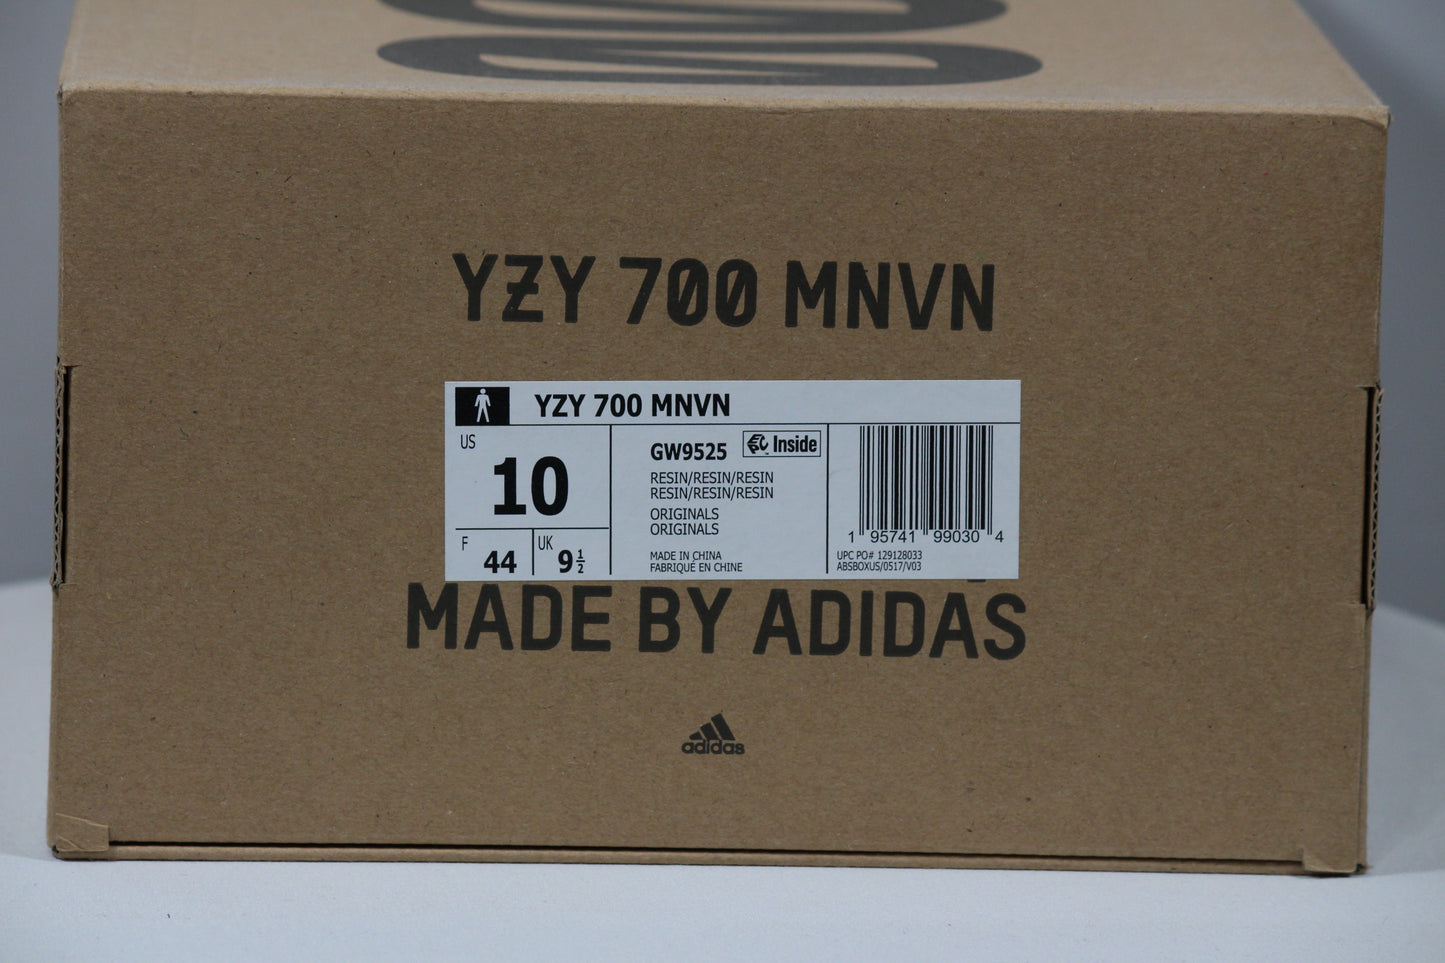 YZY 700 MNVN
YZY 700 MNVN
US
10
F 44
UK 9½
GW9525
Inside
RESIN/RESIN/RESIN
RESIN/RESIN/RESIN
ORIGINALS
ORIGINALS
MADE IN CHINA
FABRIQUÉ EN CHINE
1 95741 99030 4
UPC PO# 129128033
ABSBOXUS/0517/V03
MADE BY ADIDAS
adidas